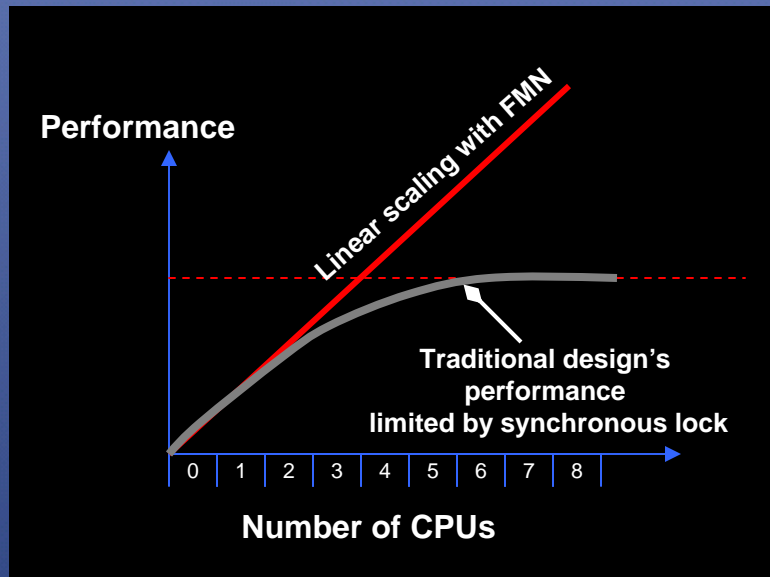 Performance
Linear scaling with FMN
Traditional design's
performance
limited by synchronous lock
0 1 2 3 4 5 6 7 8
Number of CPUs